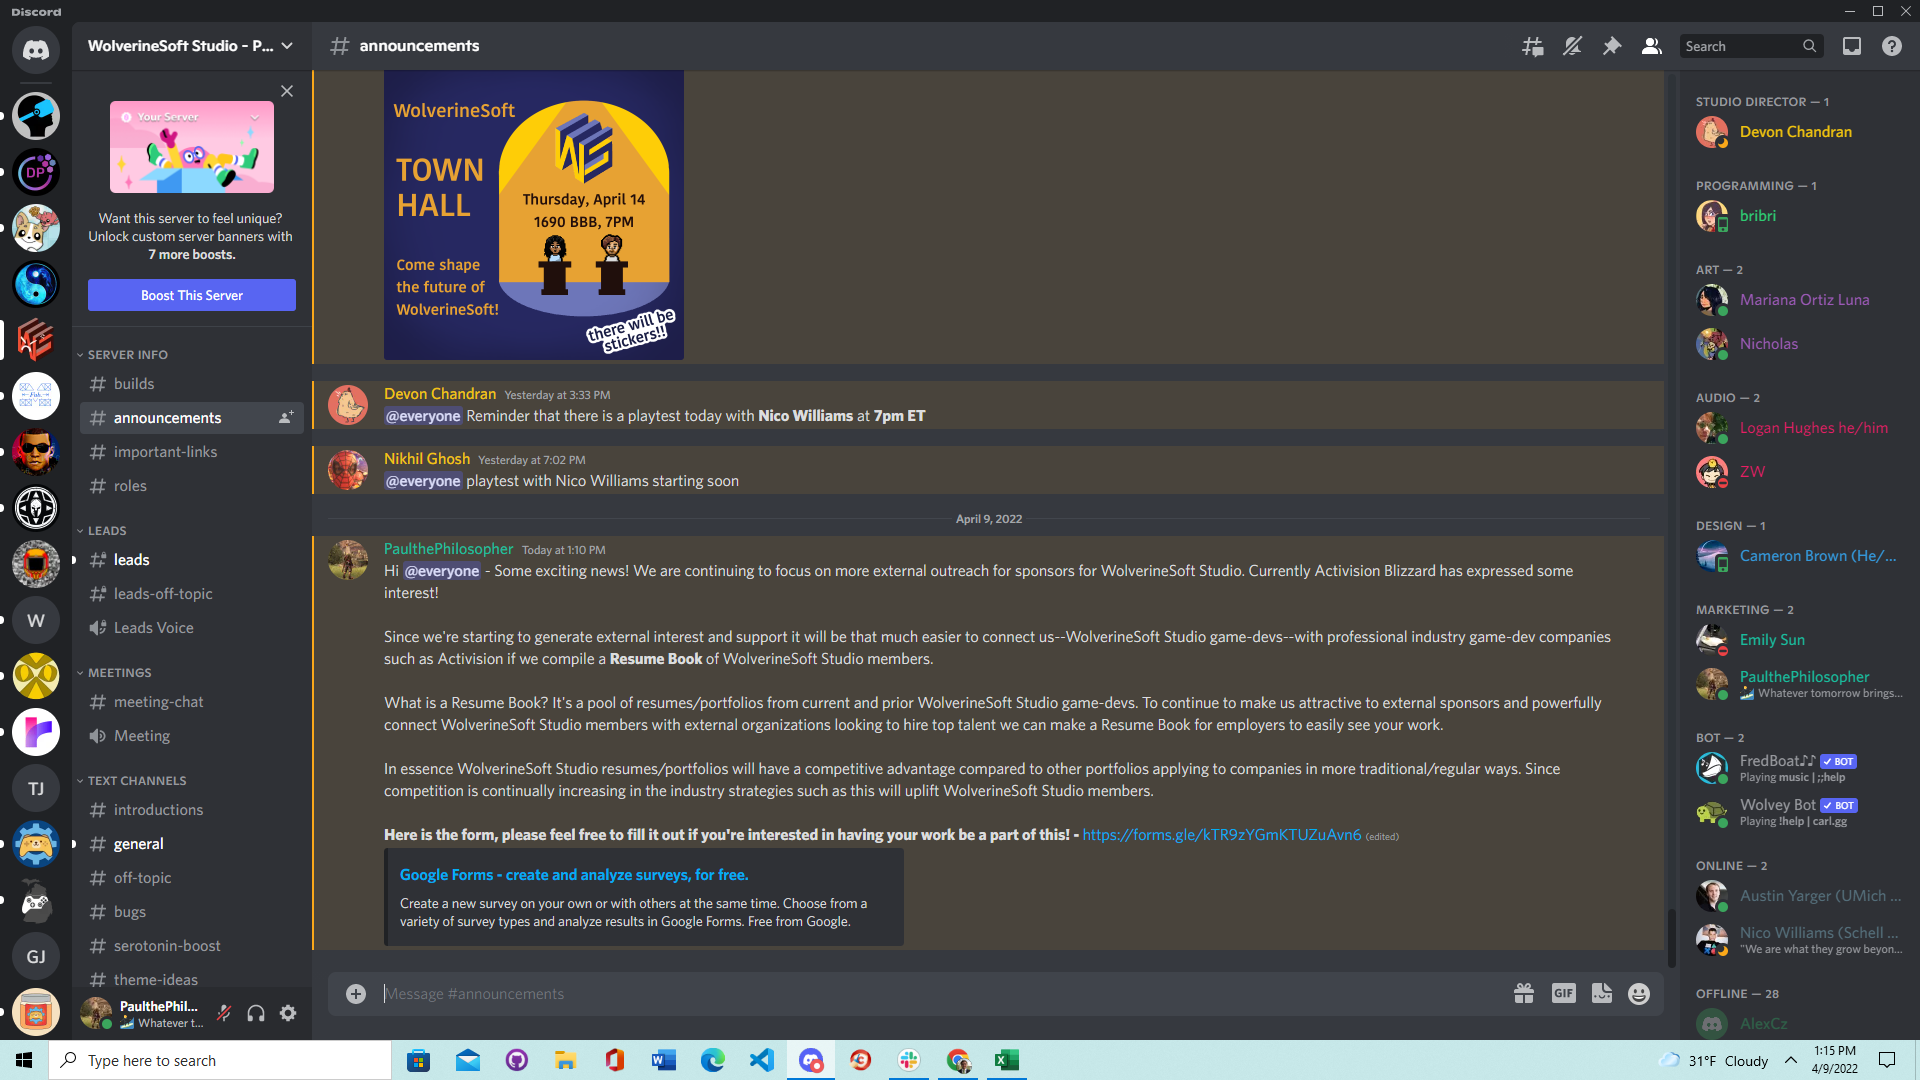 Discord
WolverineSoft Studio - P...
announcements
Search
Your Server
Want this server to feel unique?
Unlock custom server banners with
7 more boosts.
Boost This Server
SERVER INFO
builds
announcements
important-links
roles
LEADS
leads
leads-off-topic
Leads Voice
MEETINGS
meeting-chat
Meeting
TEXT CHANNELS
introductions
general
off-topic
bugs
serotonin-boost
theme-ideas
DP
W
TJ
GJ
PaulthePhil...
Whatever t...
WolverineSoft
TOWN
HALL
Thursday, April 14
1690 BBB, 7PM
Come shape
the future of
WolverineSoft!
there will be
stickers!!
Devon Chandran Yesterday at 3:33 PM
@everyone Reminder that there is a playtest today with Nico Williams at 7pm ET
Nikhil Ghosh Yesterday at 7:02 PM
@everyone playtest with Nico Williams starting soon
April 9, 2022
PaulthePhilosopher Today at 1:10 PM
Hi @everyone - Some exciting news! We are continuing to focus on more external outreach for sponsors for WolverineSoft Studio. Currently Activision Blizzard has expressed some
interest!
Since we're starting to generate external interest and support it will be that much easier to connect us--WolverineSoft Studio game-devs--with professional industry game-dev companies
such as Activision if we compile a Resume Book of WolverineSoft Studio members.
What is a Resume Book? It's a pool of resumes/portfolios from current and prior WolverineSoft Studio game-devs. To continue to make us attractive to external sponsors and powerfully
connect WolverineSoft Studio members with external organizations looking to hire top talent we can make a Resume Book for employers to easily see your work.
In essence WolverineSoft Studio resumes/portfolios will have a competitive advantage compared to other portfolios applying to companies in more traditional/regular ways. Since
competition is continually increasing in the industry strategies such as this will uplift WolverineSoft Studio members.
Here is the form, please feel free to fill it out if you're interested in having your work be a part of this! - https://forms.gle/kTR9zYGmKTUZuAvn6 (edited)
Google Forms - create and analyze surveys, for free.
Create a new survey on your own or with others at the same time. Choose from a
variety of survey types and analyze results in Google Forms. Free from Google.
Message #announcements
GIF
STUDIO DIRECTOR — 1
Devon Chandran
PROGRAMMING — 1
bribri
ART — 2
Mariana Ortiz Luna
Nicholas
AUDIO — 2
Logan Hughes he/him
ZW
DESIGN — 1
Cameron Brown (He/...
MARKETING — 2
Emily Sun
PaulthePhilosopher
Whatever tomorrow brings...
BOT — 2
FredBoat♪♪ BOT
Playing music | ;;help
Wolvey Bot BOT
Playing !help | carl.gg
ONLINE — 2
Austin Yarger (UMich ...
Nico Williams (Schell ...
"We are what they grow beyon...
OFFLINE — 28
AlexCz
Type here to search
31°F Cloudy
1:15 PM
4/9/2022